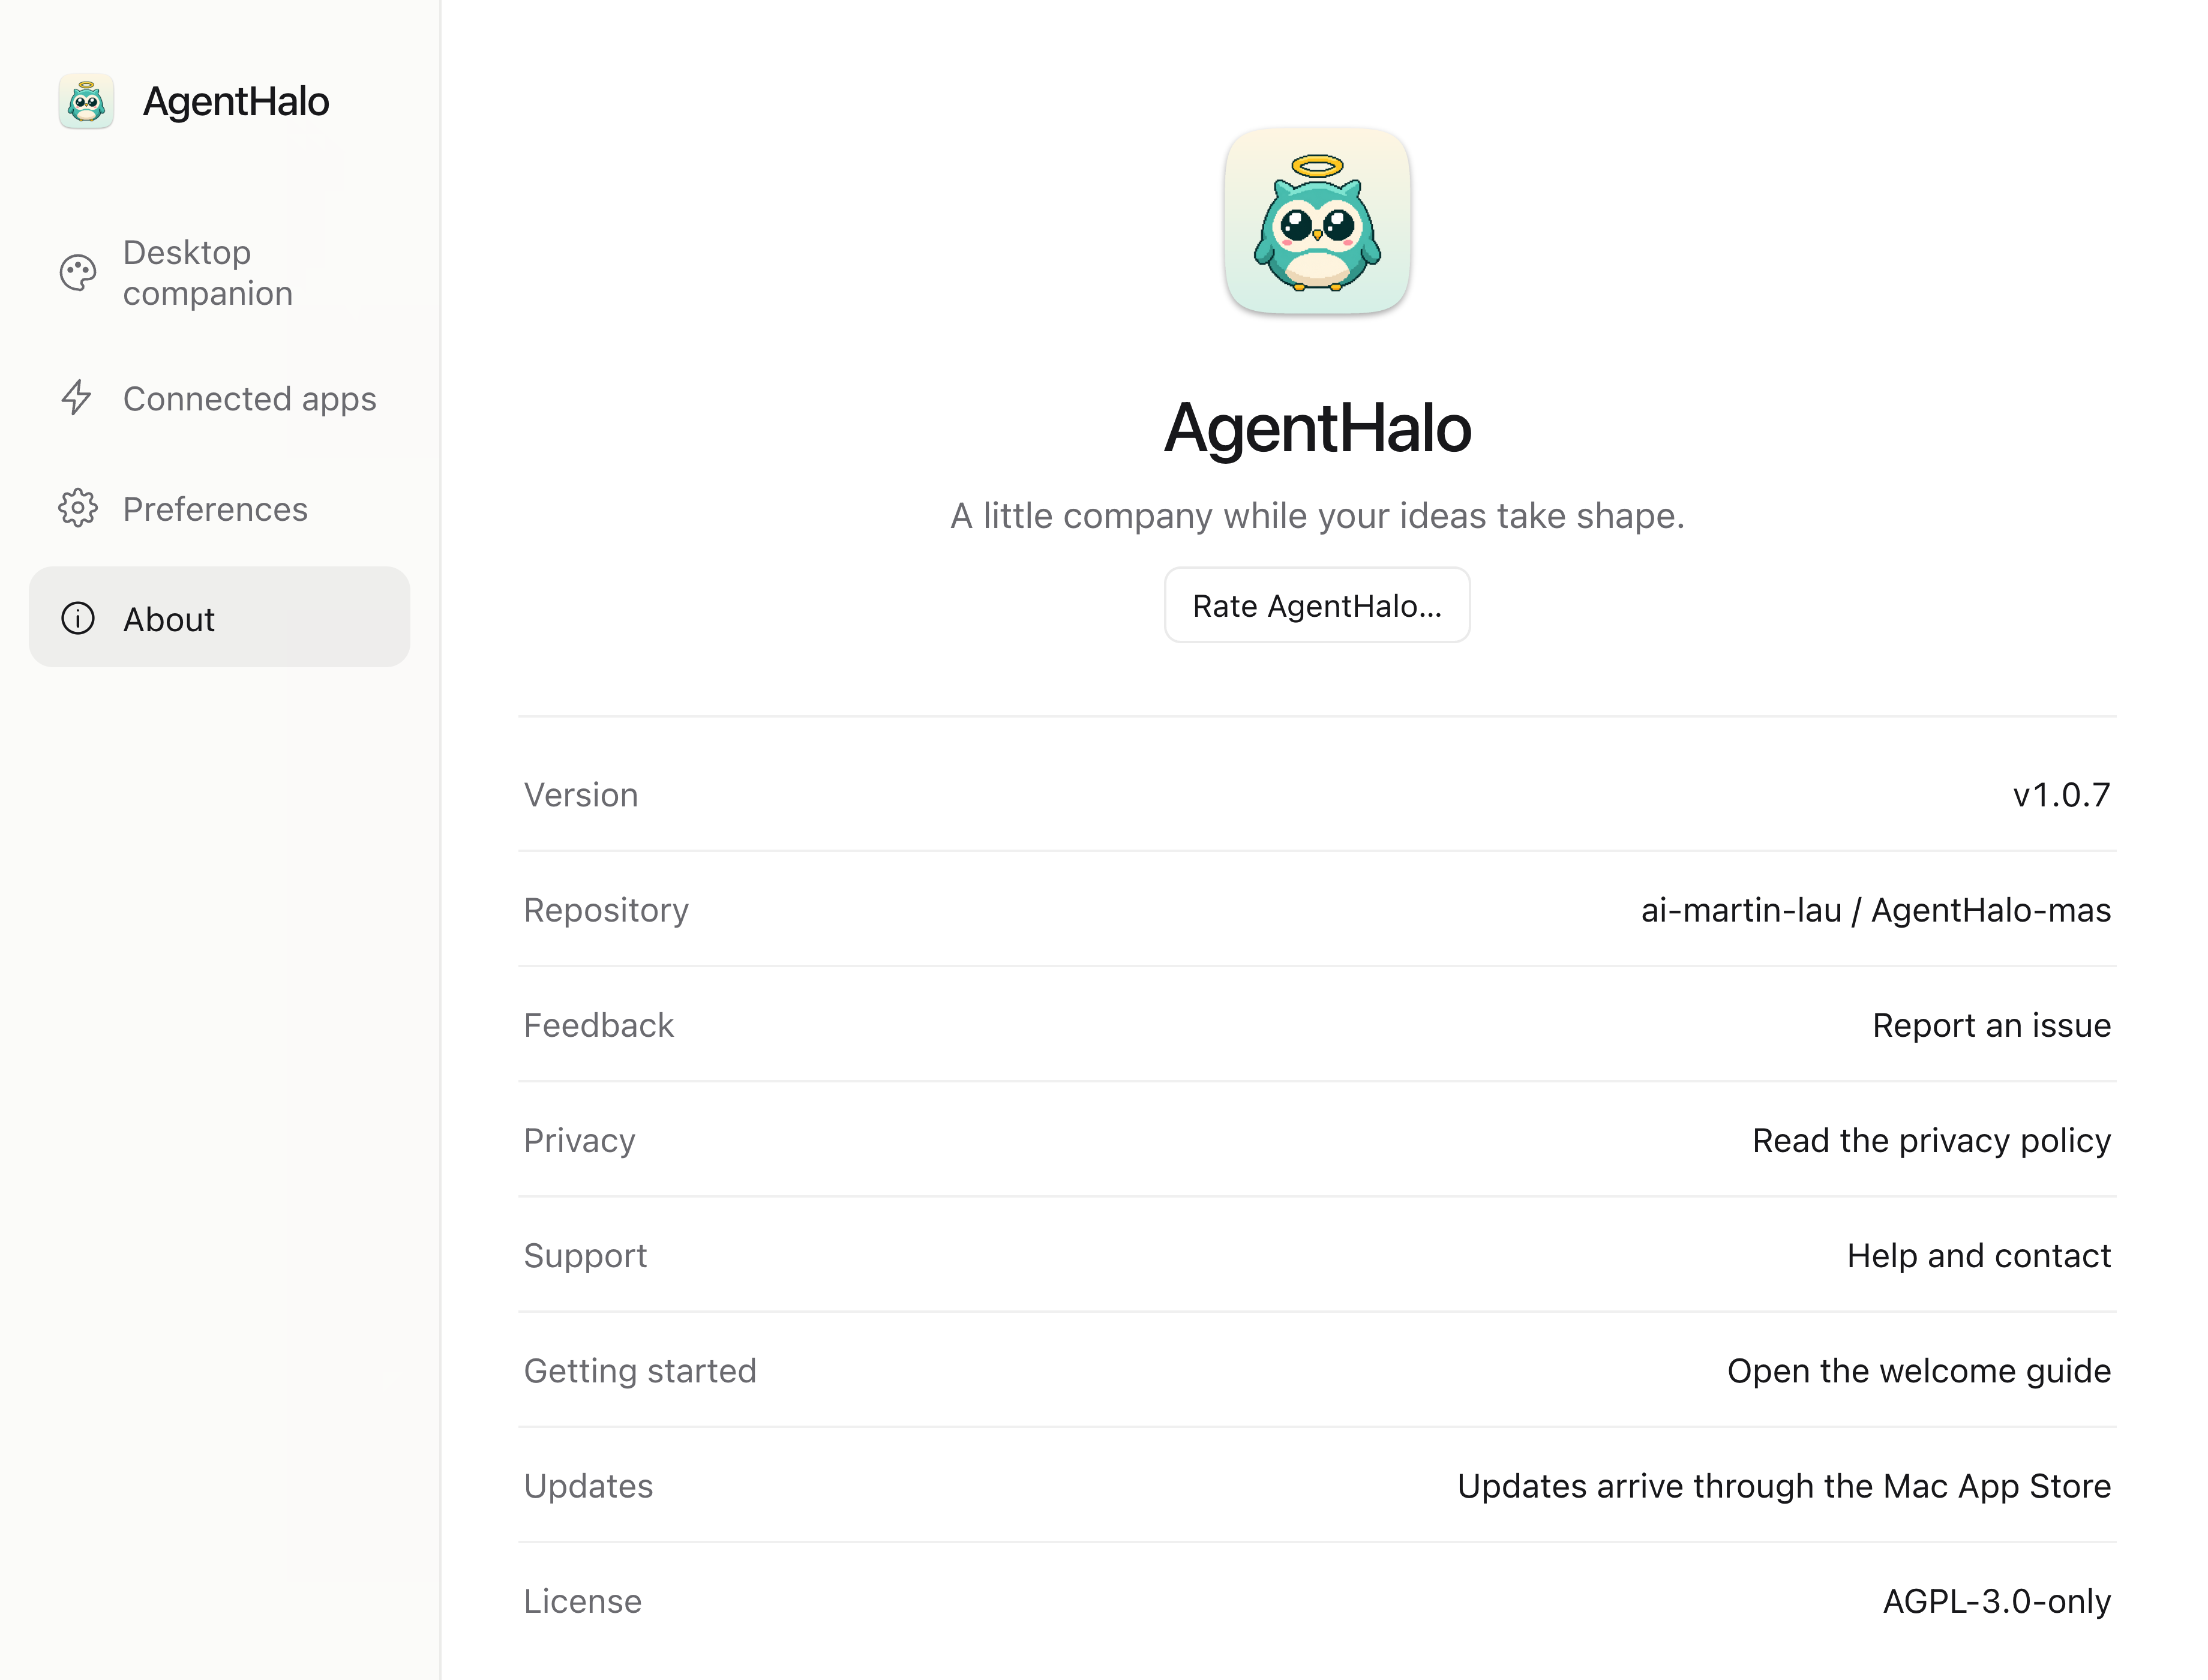 AgentHalo
Desktop
companion
Connected apps
Preferences
About
AgentHalo
A little company while your ideas take shape.
Rate AgentHalo...
Version v1.0.7
Repository ai-martin-lau / AgentHalo-mas
Feedback Report an issue
Privacy Read the privacy policy
Support Help and contact
Getting started Open the welcome guide
Updates Updates arrive through the Mac App Store
License AGPL-3.0-only